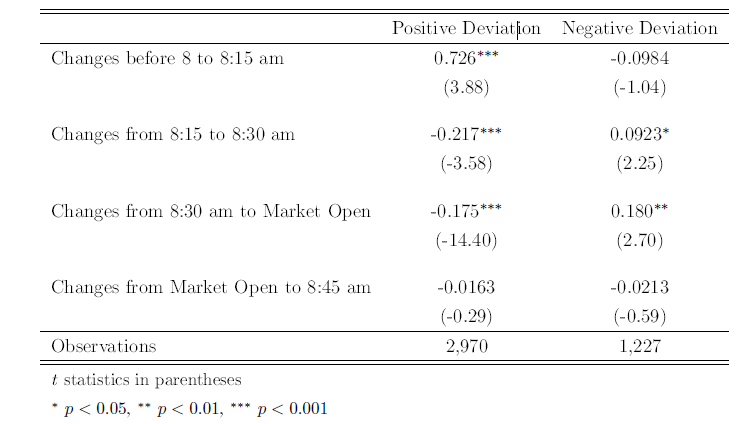 Positive Deviation Negative Deviation
Changes before 8 to 8:15 am 0.726*** -0.0984
(3.88) (-1.04)
Changes from 8:15 to 8:30 am -0.217*** 0.0923*
(-3.58) (2.25)
Changes from 8:30 am to Market Open -0.175*** 0.180**
(-14.40) (2.70)
Changes from Market Open to 8:45 am -0.0163 -0.0213
(-0.29) (-0.59)
Observations 2,970 1,227
t statistics in parentheses
* p < 0.05, ** p < 0.01, *** p < 0.001